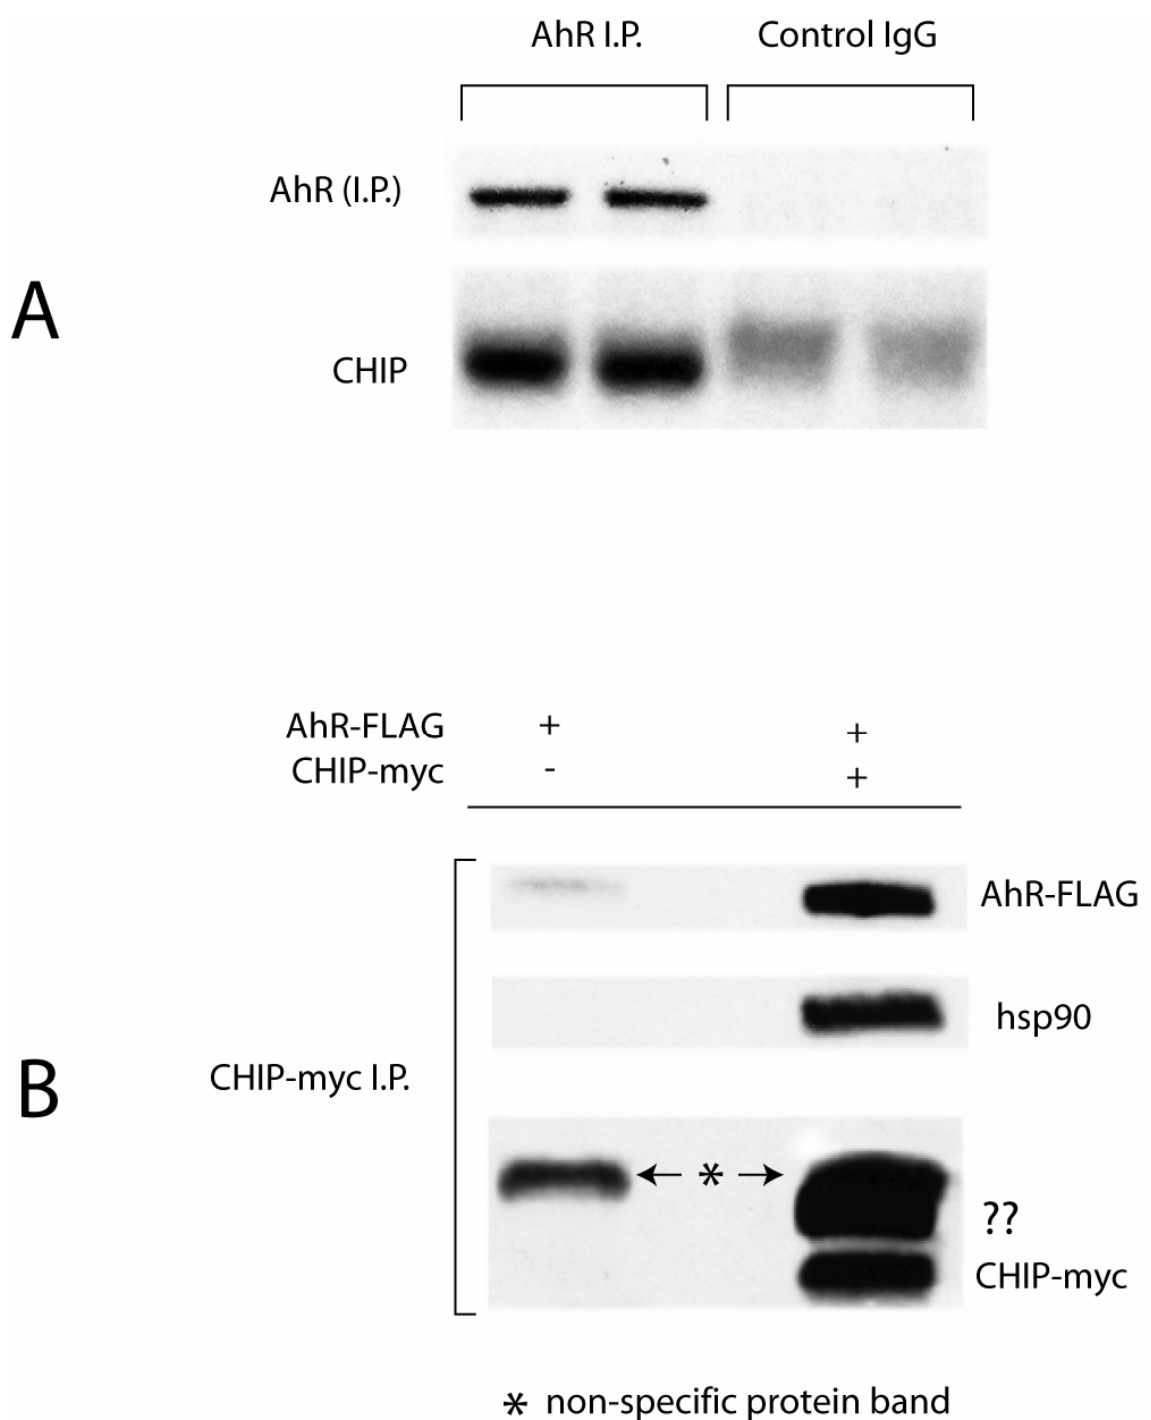 AhR I.P. Control IgG
AhR (I.P.)
A
CHIP
AhR-FLAG + +
CHIP-myc - +
AhR-FLAG
hsp90
B
CHIP-myc I.P.
← * →
??
CHIP-myc
* non-specific protein band